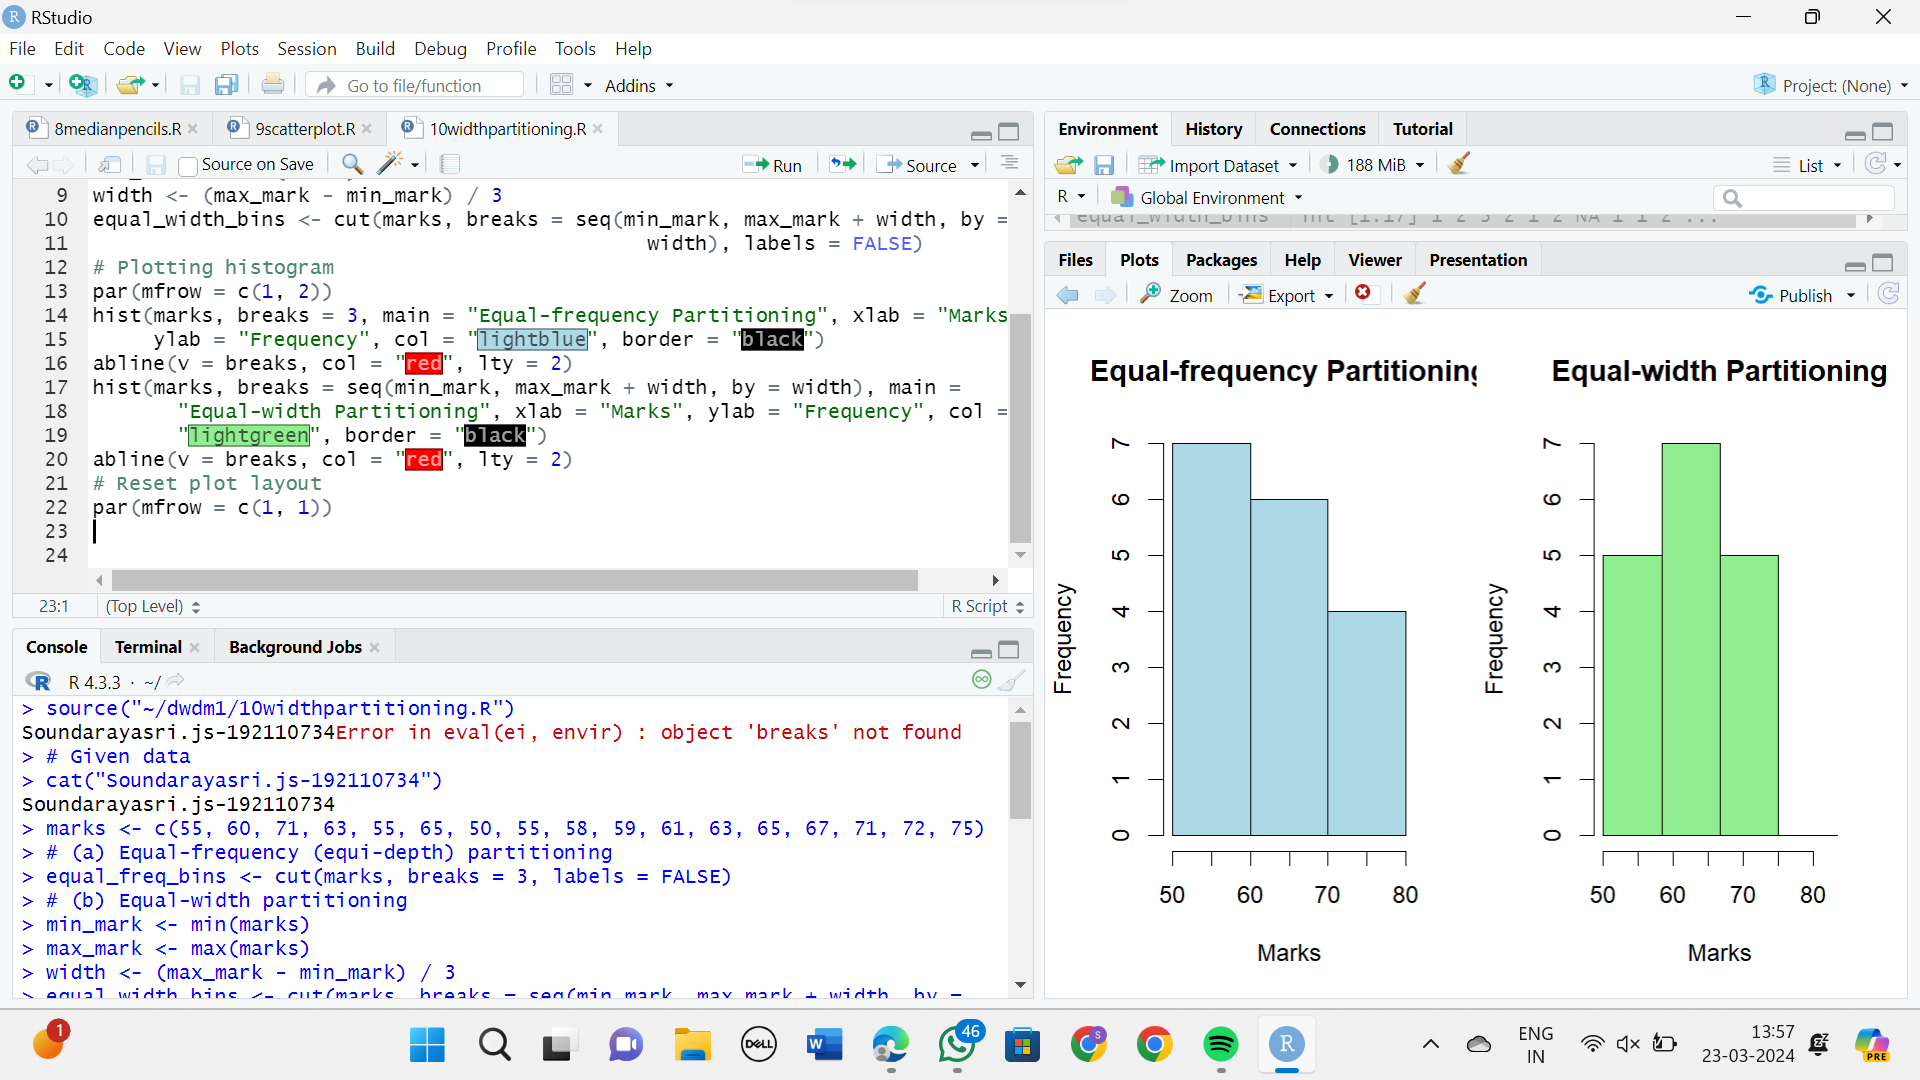 RStudio
File Edit Code View Plots Session Build Debug Profile Tools Help
Go to file/function Addins Project: (None)
8medianpencils.R 9scatterplot.R 10widthpartitioning.R
Source on Save Run Source
9 width <- (max_mark - min_mark) / 3
10 equal_width_bins <- cut(marks, breaks = seq(min_mark, max_mark + width, by =
11 width), labels = FALSE)
12 # Plotting histogram
13 par(mfrow = c(1, 2))
14 hist(marks, breaks = 3, main = "Equal-frequency Partitioning", xlab = "Marks
15 ylab = "Frequency", col = "lightblue", border = "black")
16 abline(v = breaks, col = "red", lty = 2)
17 hist(marks, breaks = seq(min_mark, max_mark + width, by = width), main =
18 "Equal-width Partitioning", xlab = "Marks", ylab = "Frequency", col =
19 "lightgreen", border = "black")
20 abline(v = breaks, col = "red", lty = 2)
21 # Reset plot layout
22 par(mfrow = c(1, 1))
23
24
23:1 (Top Level) R Script
Console Terminal Background Jobs
R 4.3.3 · ~/
> source("~/dwdm1/10widthpartitioning.R")
Soundarayasri.js-192110734Error in eval(ei, envir) : object 'breaks' not found
> # Given data
> cat("Soundarayasri.js-192110734")
Soundarayasri.js-192110734
> marks <- c(55, 60, 71, 63, 55, 65, 50, 55, 58, 59, 61, 63, 65, 67, 71, 72, 75)
> # (a) Equal-frequency (equi-depth) partitioning
> equal_freq_bins <- cut(marks, breaks = 3, labels = FALSE)
> # (b) Equal-width partitioning
> min_mark <- min(marks)
> max_mark <- max(marks)
> width <- (max_mark - min_mark) / 3
> equal_width_bins <- cut(marks, breaks = seq(min_mark, max_mark + width, by =
Environment History Connections Tutorial
Import Dataset 188 MiB List
R Global Environment
equal_width_bins int [1:17] 1 2 3 2 1 2 NA 1 1 2 ...
Files Plots Packages Help Viewer Presentation
Zoom Export Publish
Equal-frequency Partitioning
Frequency
0 1 2 3 4 5 6 7
50 60 70 80
Marks
Equal-width Partitioning
Frequency
0 1 2 3 4 5 6 7
50 60 70 80
Marks
1
DELL
W
46
S
R
ENG
IN
13:57
23-03-2024
PRE